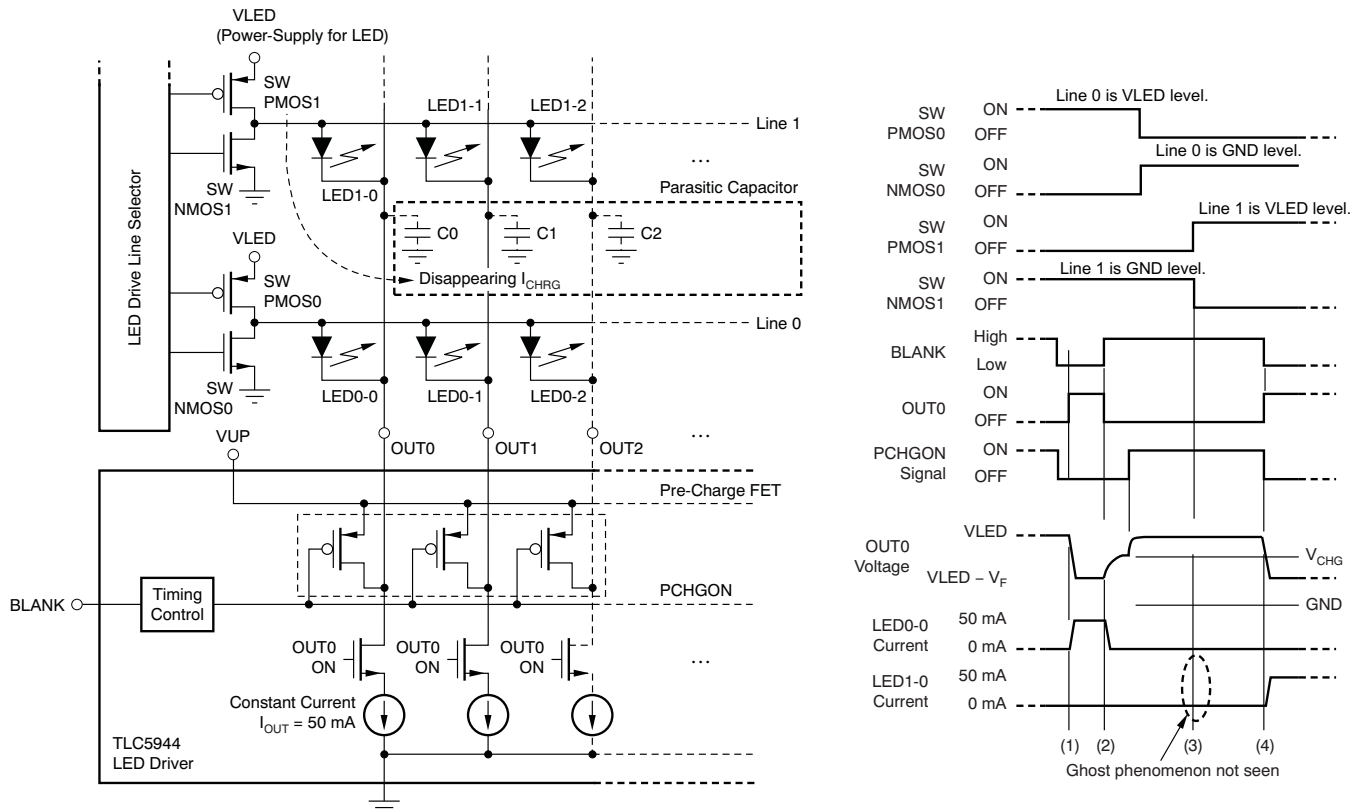 VLED
(Power-Supply for LED)
SW
PMOS1
LED1-1
LED1-2
Line 1
...
SW
NMOS1
LED1-0
Parasitic Capacitor
C0
C1
C2
Disappearing I_CHRG
LED Drive Line Selector
VLED
SW
PMOS0
Line 0
SW
NMOS0
LED0-0
LED0-1
LED0-2
VUP
OUT0
OUT1
OUT2
...
Pre-Charge FET
BLANK
Timing
Control
PCHGON
OUT0
ON
OUT0
ON
OUT0
ON
...
Constant Current
I_OUT = 50 mA
TLC5944
LED Driver
SW
PMOS0
ON
OFF
Line 0 is VLED level.
SW
NMOS0
ON
OFF
Line 0 is GND level.
SW
PMOS1
ON
OFF
Line 1 is VLED level.
SW
NMOS1
ON
OFF
Line 1 is GND level.
BLANK
High
Low
OUT0
ON
OFF
PCHGON
Signal
ON
OFF
OUT0
Voltage
VLED
VLED – V_F
V_CHG
GND
LED0-0
Current
50 mA
0 mA
LED1-0
Current
50 mA
0 mA
(1)
(2)
(3)
(4)
Ghost phenomenon not seen